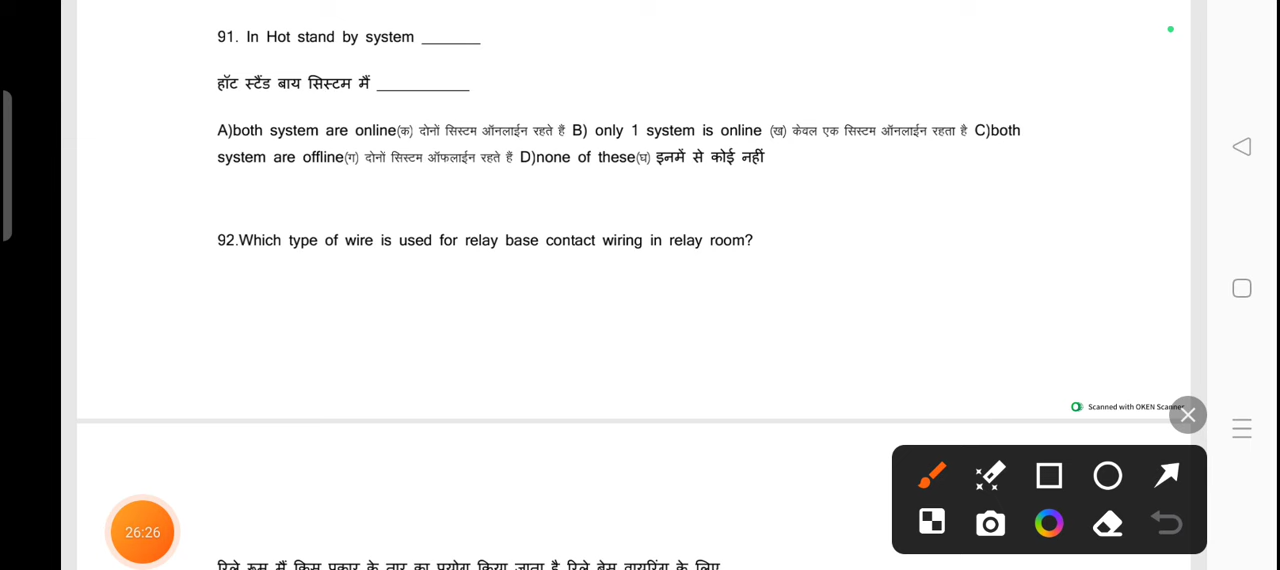 91. In Hot stand by system _______
हॉट स्टैंड बाय सिस्टम मैं ___________
A)both system are online(क) दोनों सिस्टम ऑनलाईन रहते हैं B) only 1 system is online (ख) केवल एक सिस्टम ऑनलाईन रहता है C)both
system are offline(ग) दोनों सिस्टम ऑफलाईन रहते हैं D)none of these(घ) इनमें से कोई नहीं
92.Which type of wire is used for relay base contact wiring in relay room?
Scanned with OKEN Scanner
26:26
रिले रूम मैं किस प्रकार के तार का प्रयोग किया जाता है रिले बेस वायरिंग के लिए